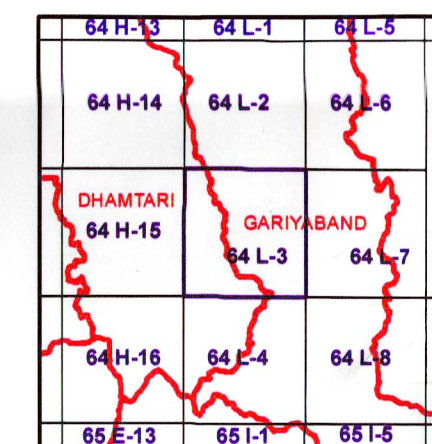 64 H-13 64 L-1 64 L-5
64 H-14 64 L-2 64 L-6
DHAMTARI
GARIYABAND
64 H-15 64 L-3 64 L-7
64 H-16 64 L-4 64 L-8
65 E-13 65 I-1 65 I-5